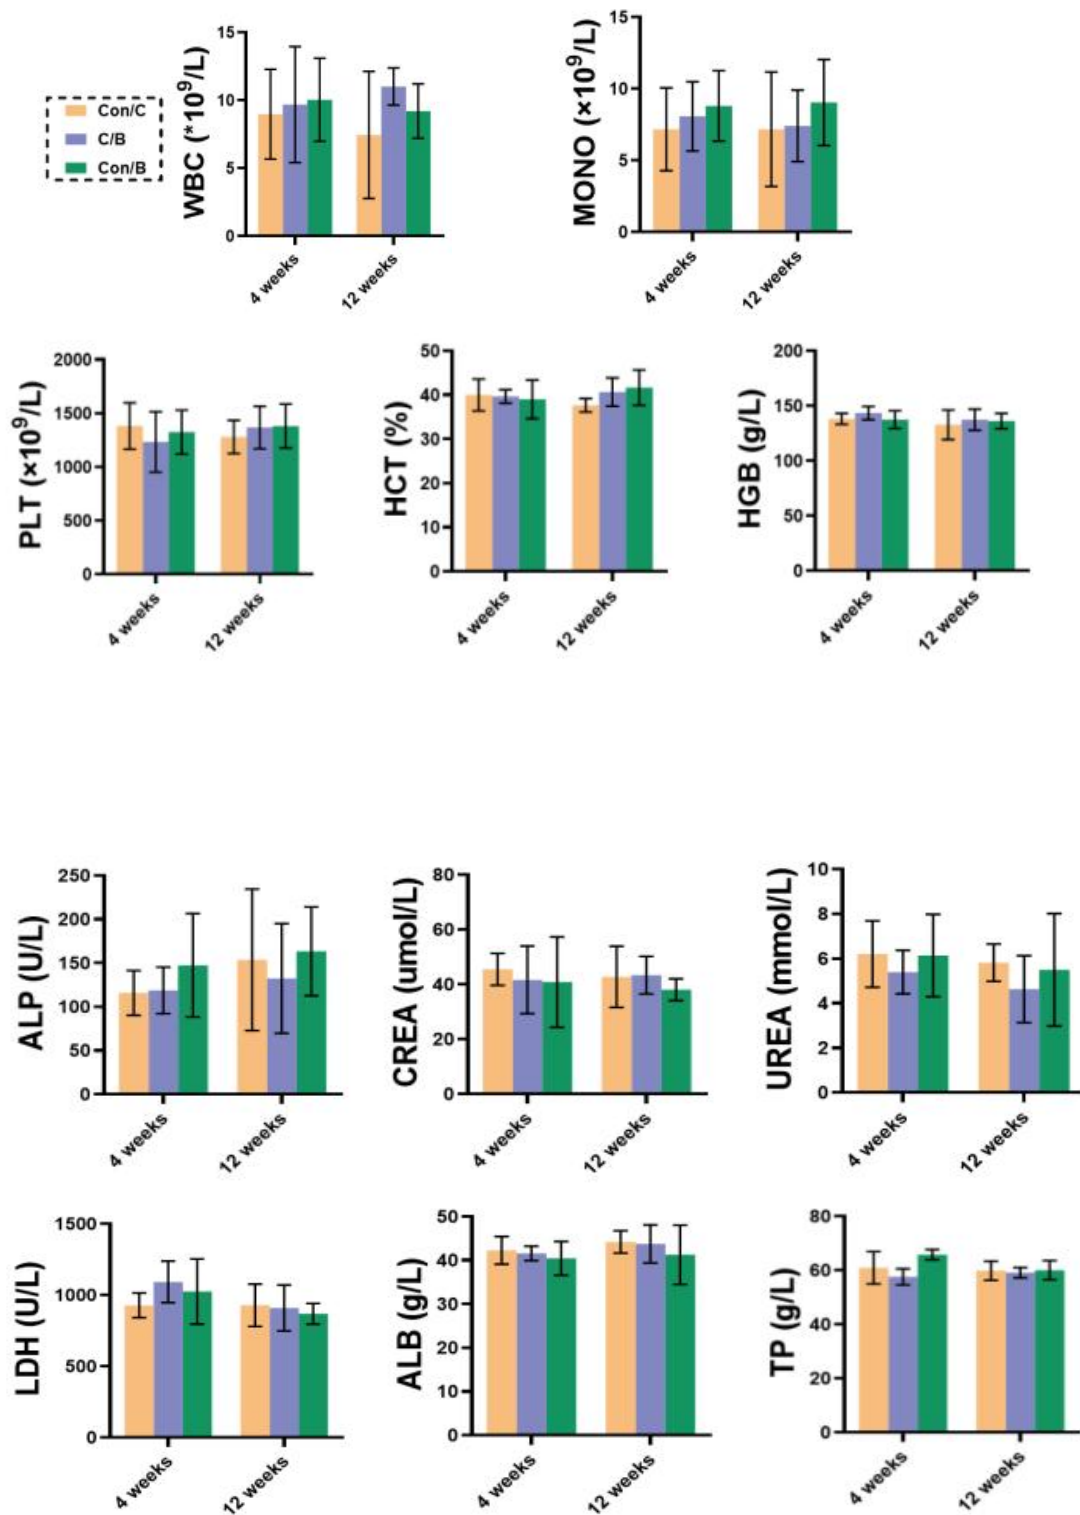 Con/C
C/B
Con/B
WBC (*10⁹/L)
15
10
5
0
4 weeks
12 weeks
MONO (×10⁹/L)
15
10
5
0
4 weeks
12 weeks
PLT (×10⁹/L)
2000
1500
1000
500
0
4 weeks
12 weeks
HCT (%)
50
40
30
20
10
0
4 weeks
12 weeks
HGB (g/L)
200
150
100
50
0
4 weeks
12 weeks
ALP (U/L)
250
200
150
100
50
0
4 weeks
12 weeks
CREA (umol/L)
80
60
40
20
0
4 weeks
12 weeks
UREA (mmol/L)
10
8
6
4
2
0
4 weeks
12 weeks
LDH (U/L)
1500
1000
500
0
4 weeks
12 weeks
ALB (g/L)
50
40
30
20
10
0
4 weeks
12 weeks
TP (g/L)
80
60
40
20
0
4 weeks
12 weeks